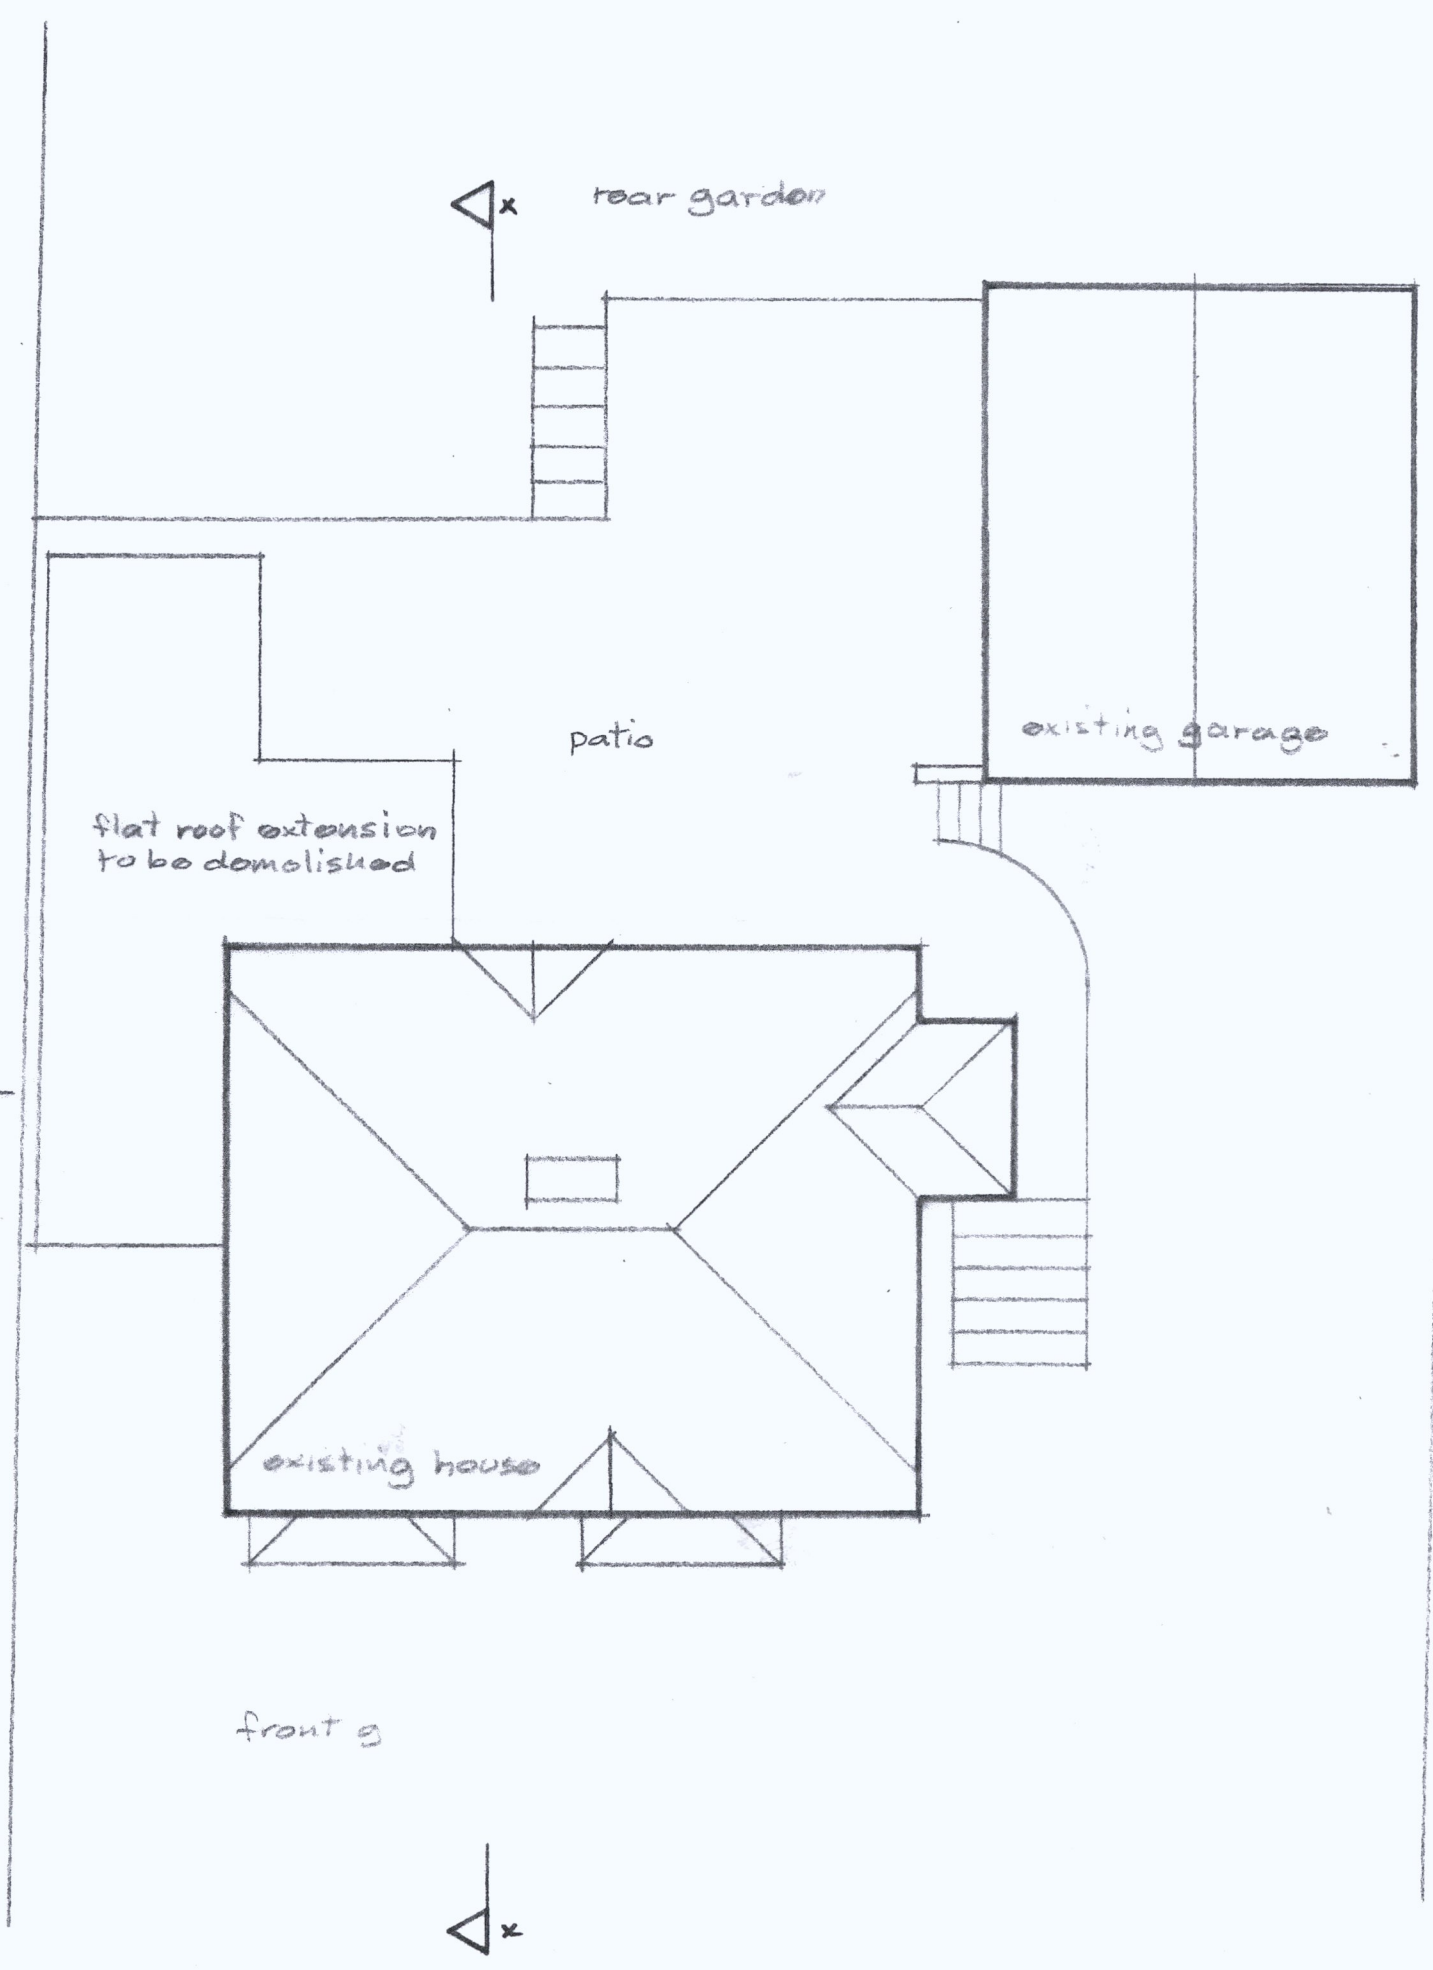 x
rear garden
existing garage
patio
flat roof extension
to be demolished
existing house
front g
x